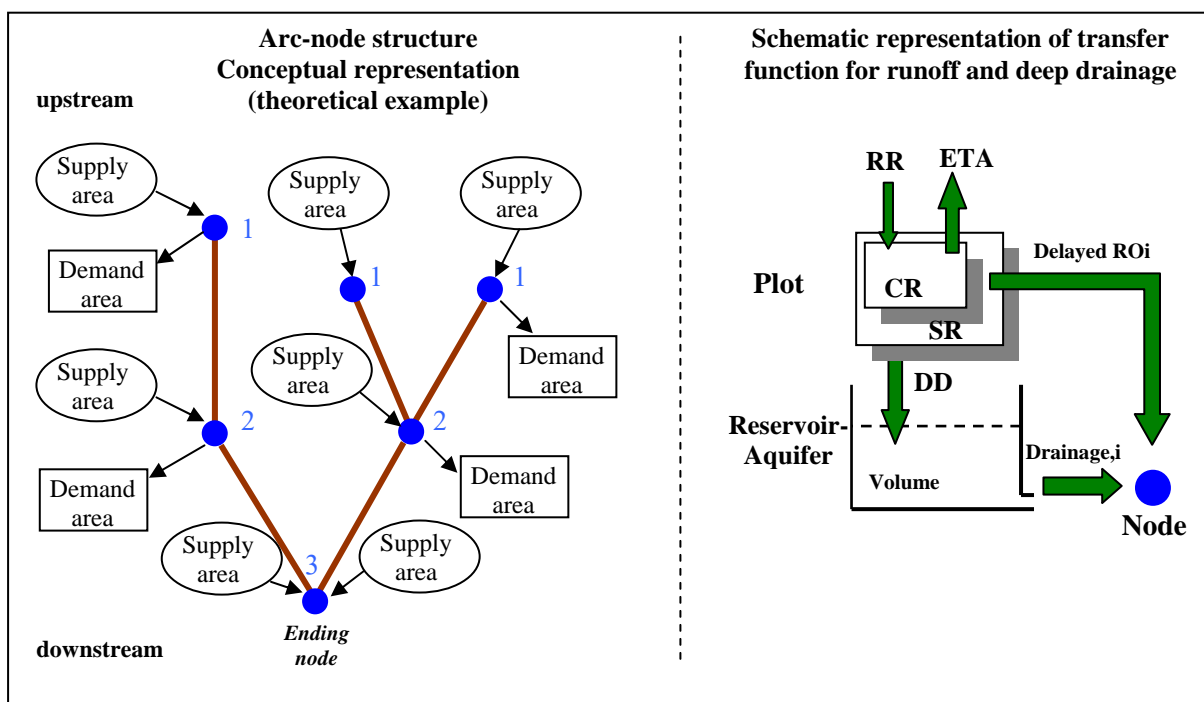 Arc-node structure
Conceptual representation
(theoretical example)
upstream
Supply
area
1
Demand
area
Supply
area
1
Supply
area
1
Demand
area
Supply
area
2
Demand
area
Supply
area
2
Demand
area
Supply
area
3
Supply
area
Ending
node
downstream
Schematic representation of transfer
function for runoff and deep drainage
RR
ETA
Plot
CR
SR
Delayed ROi
DD
Reservoir-
Aquifer
Volume
Drainage,i
Node